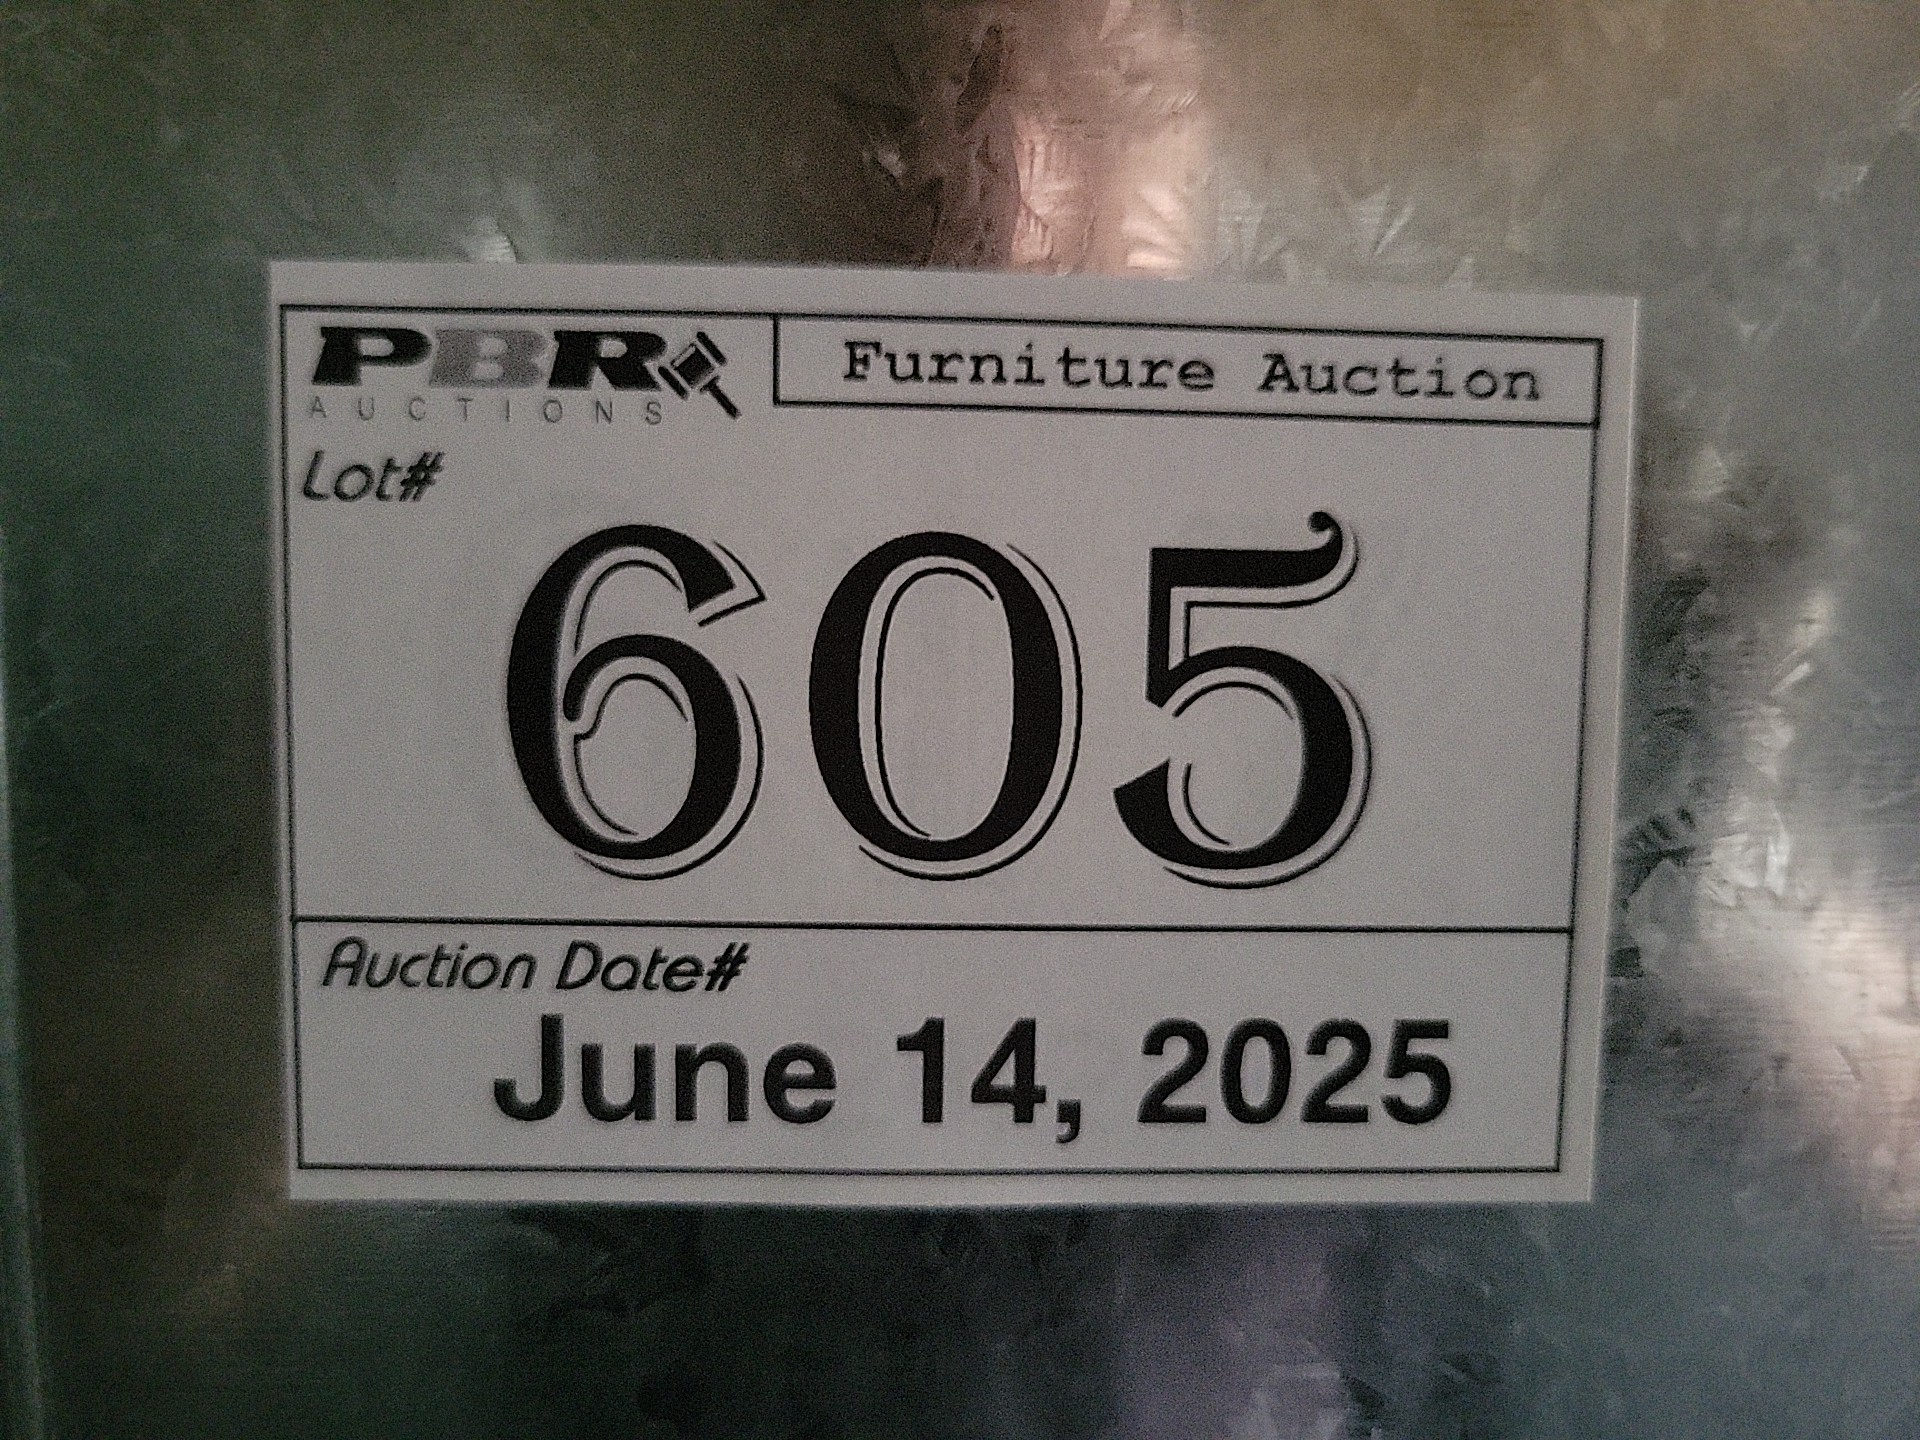 PBR
AUCTIONS
Furniture Auction
Lot#
605
Auction Date#
June 14, 2025